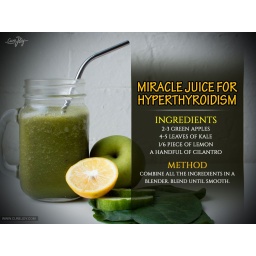 MIRACLE JUICE FOR
HYPERTHYROIDISM
INGREDIENTS
2-3 GREEN APPLES
4-5 LEAVES OF KALE
1/6 PIECE OF LEMON
A HANDFUL OF CILANTRO
METHOD
COMBINE ALL THE INGREDIENTS IN A
BLENDER. BLEND UNTIL SMOOTH.